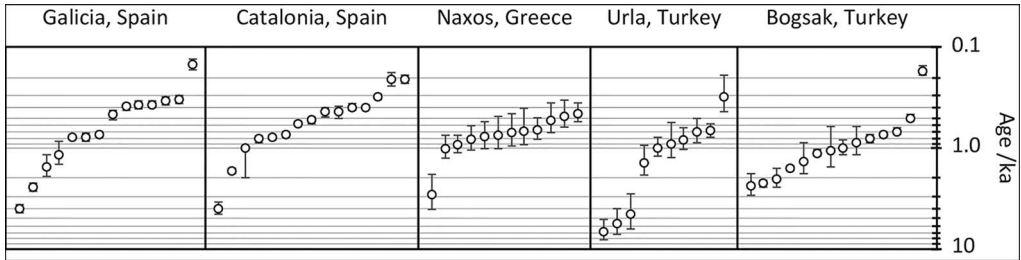 Galicia, Spain Catalonia, Spain Naxos, Greece Urla, Turkey Bogsak, Turkey
0.1
1.0
10
Age /ka